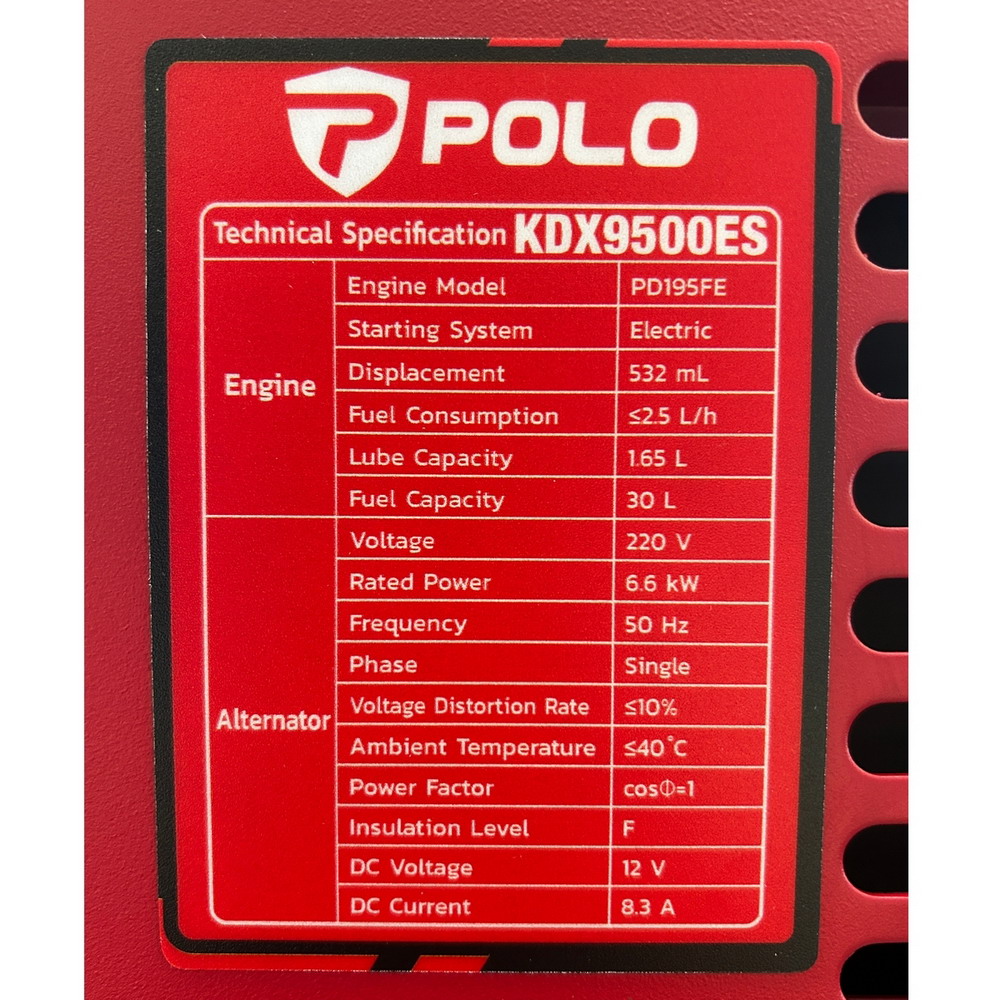 POLO
Technical Specification KDX9500ES
Engine
Engine Model PD195FE
Starting System Electric
Displacement 532 mL
Fuel Consumption ≤2.5 L/h
Lube Capacity 1.65 L
Fuel Capacity 30 L
Alternator
Voltage 220 V
Rated Power 6.6 kW
Frequency 50 Hz
Phase Single
Voltage Distortion Rate ≤10%
Ambient Temperature ≤40°C
Power Factor cosΦ=1
Insulation Level F
DC Voltage 12 V
DC Current 8.3 A